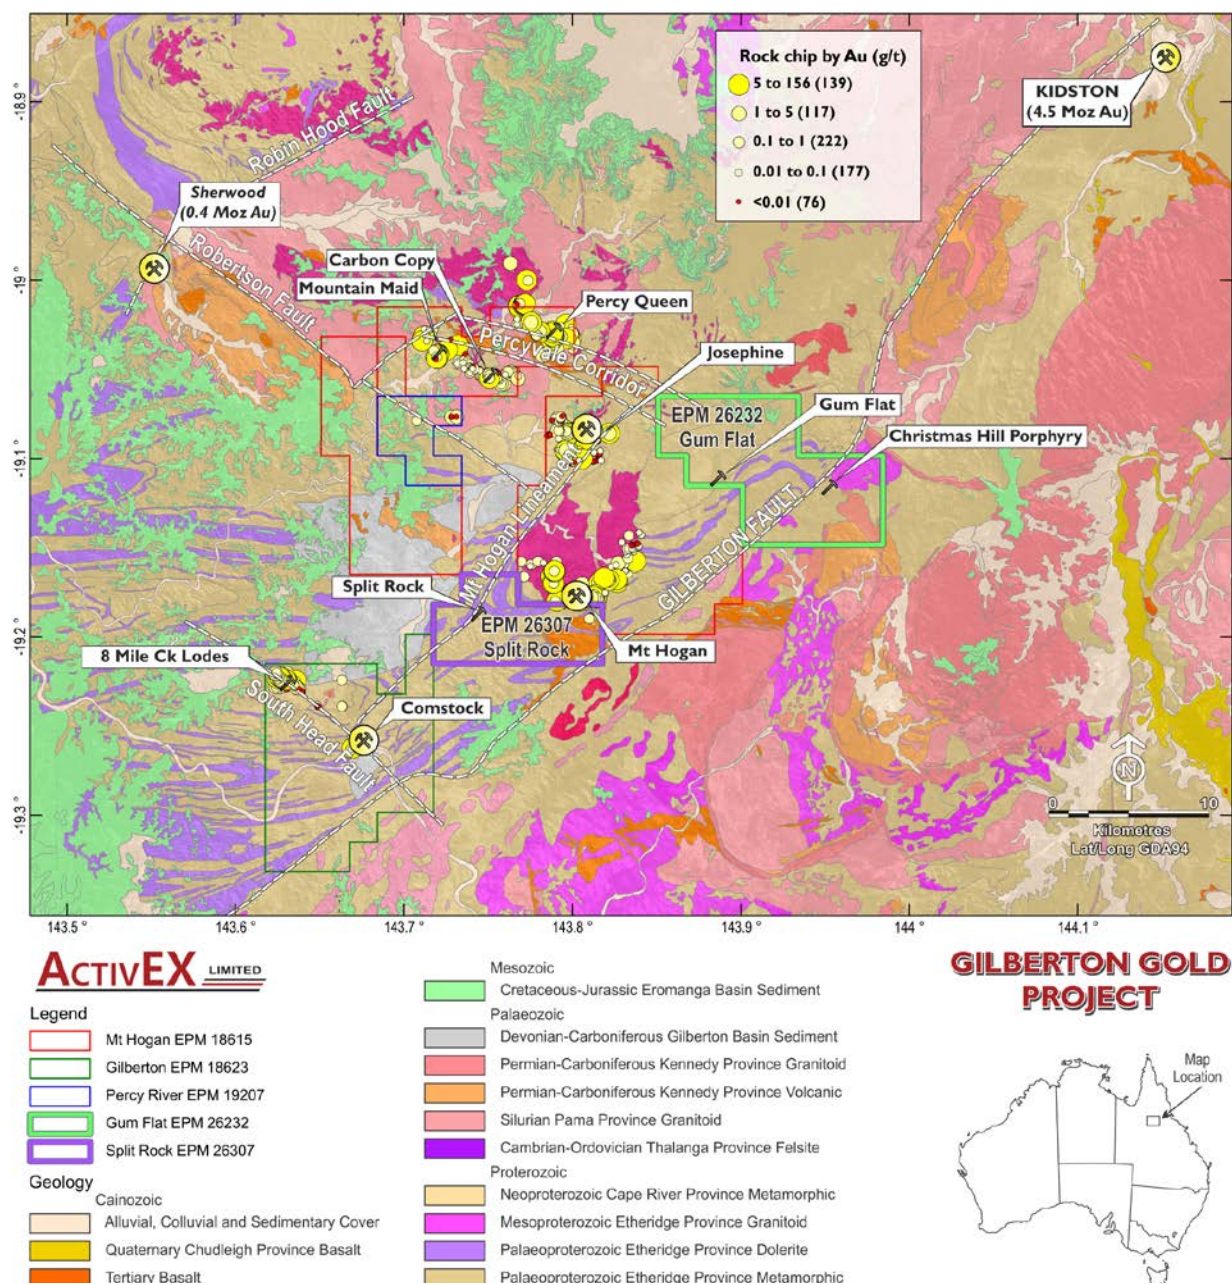 Rock chip by Au (g/t)
5 to 156 (139)
1 to 5 (117)
0.1 to 1 (222)
0.01 to 0.1 (177)
<0.01 (76)
KIDSTON
(4.5 Moz Au)
Robin Hood Fault
Sherwood
(0.4 Moz Au)
Robertson Fault
Carbon Copy
Mountain Maid
Percy Queen
Percyvale Corridor
Josephine
EPM 26232
Gum Flat
Gum Flat
Christmas Hill Porphyry
Mt Hogan Lineament
GILBERTON FAULT
Split Rock
EPM 26307
Split Rock
Mt Hogan
8 Mile Ck Lodes
South Head Fault
Comstock
N
0 10
Kilometres
Lat/Long GDA94
-18.9
-19
-19.1
-19.2
-19.3
143.5°
143.6°
143.7°
143.8°
143.9°
144°
144.1°
ACTIVEX LIMITED
Legend
Mt Hogan EPM 18615
Gilberton EPM 18623
Percy River EPM 19207
Gum Flat EPM 26232
Split Rock EPM 26307
Geology
Cainozoic
Alluvial, Colluvial and Sedimentary Cover
Quaternary Chudleigh Province Basalt
Tertiary Basalt
Mesozoic
Cretaceous-Jurassic Eromanga Basin Sediment
Palaeozoic
Devonian-Carboniferous Gilberton Basin Sediment
Permian-Carboniferous Kennedy Province Granitoid
Permian-Carboniferous Kennedy Province Volcanic
Silurian Pama Province Granitoid
Cambrian-Ordovician Thalanga Province Felsite
Proterozoic
Neoproterozoic Cape River Province Metamorphic
Mesoproterozoic Etheridge Province Granitoid
Palaeoproterozoic Etheridge Province Dolerite
Palaeoproterozoic Etheridge Province Metamorphic
GILBERTON GOLD
PROJECT
Map
Location